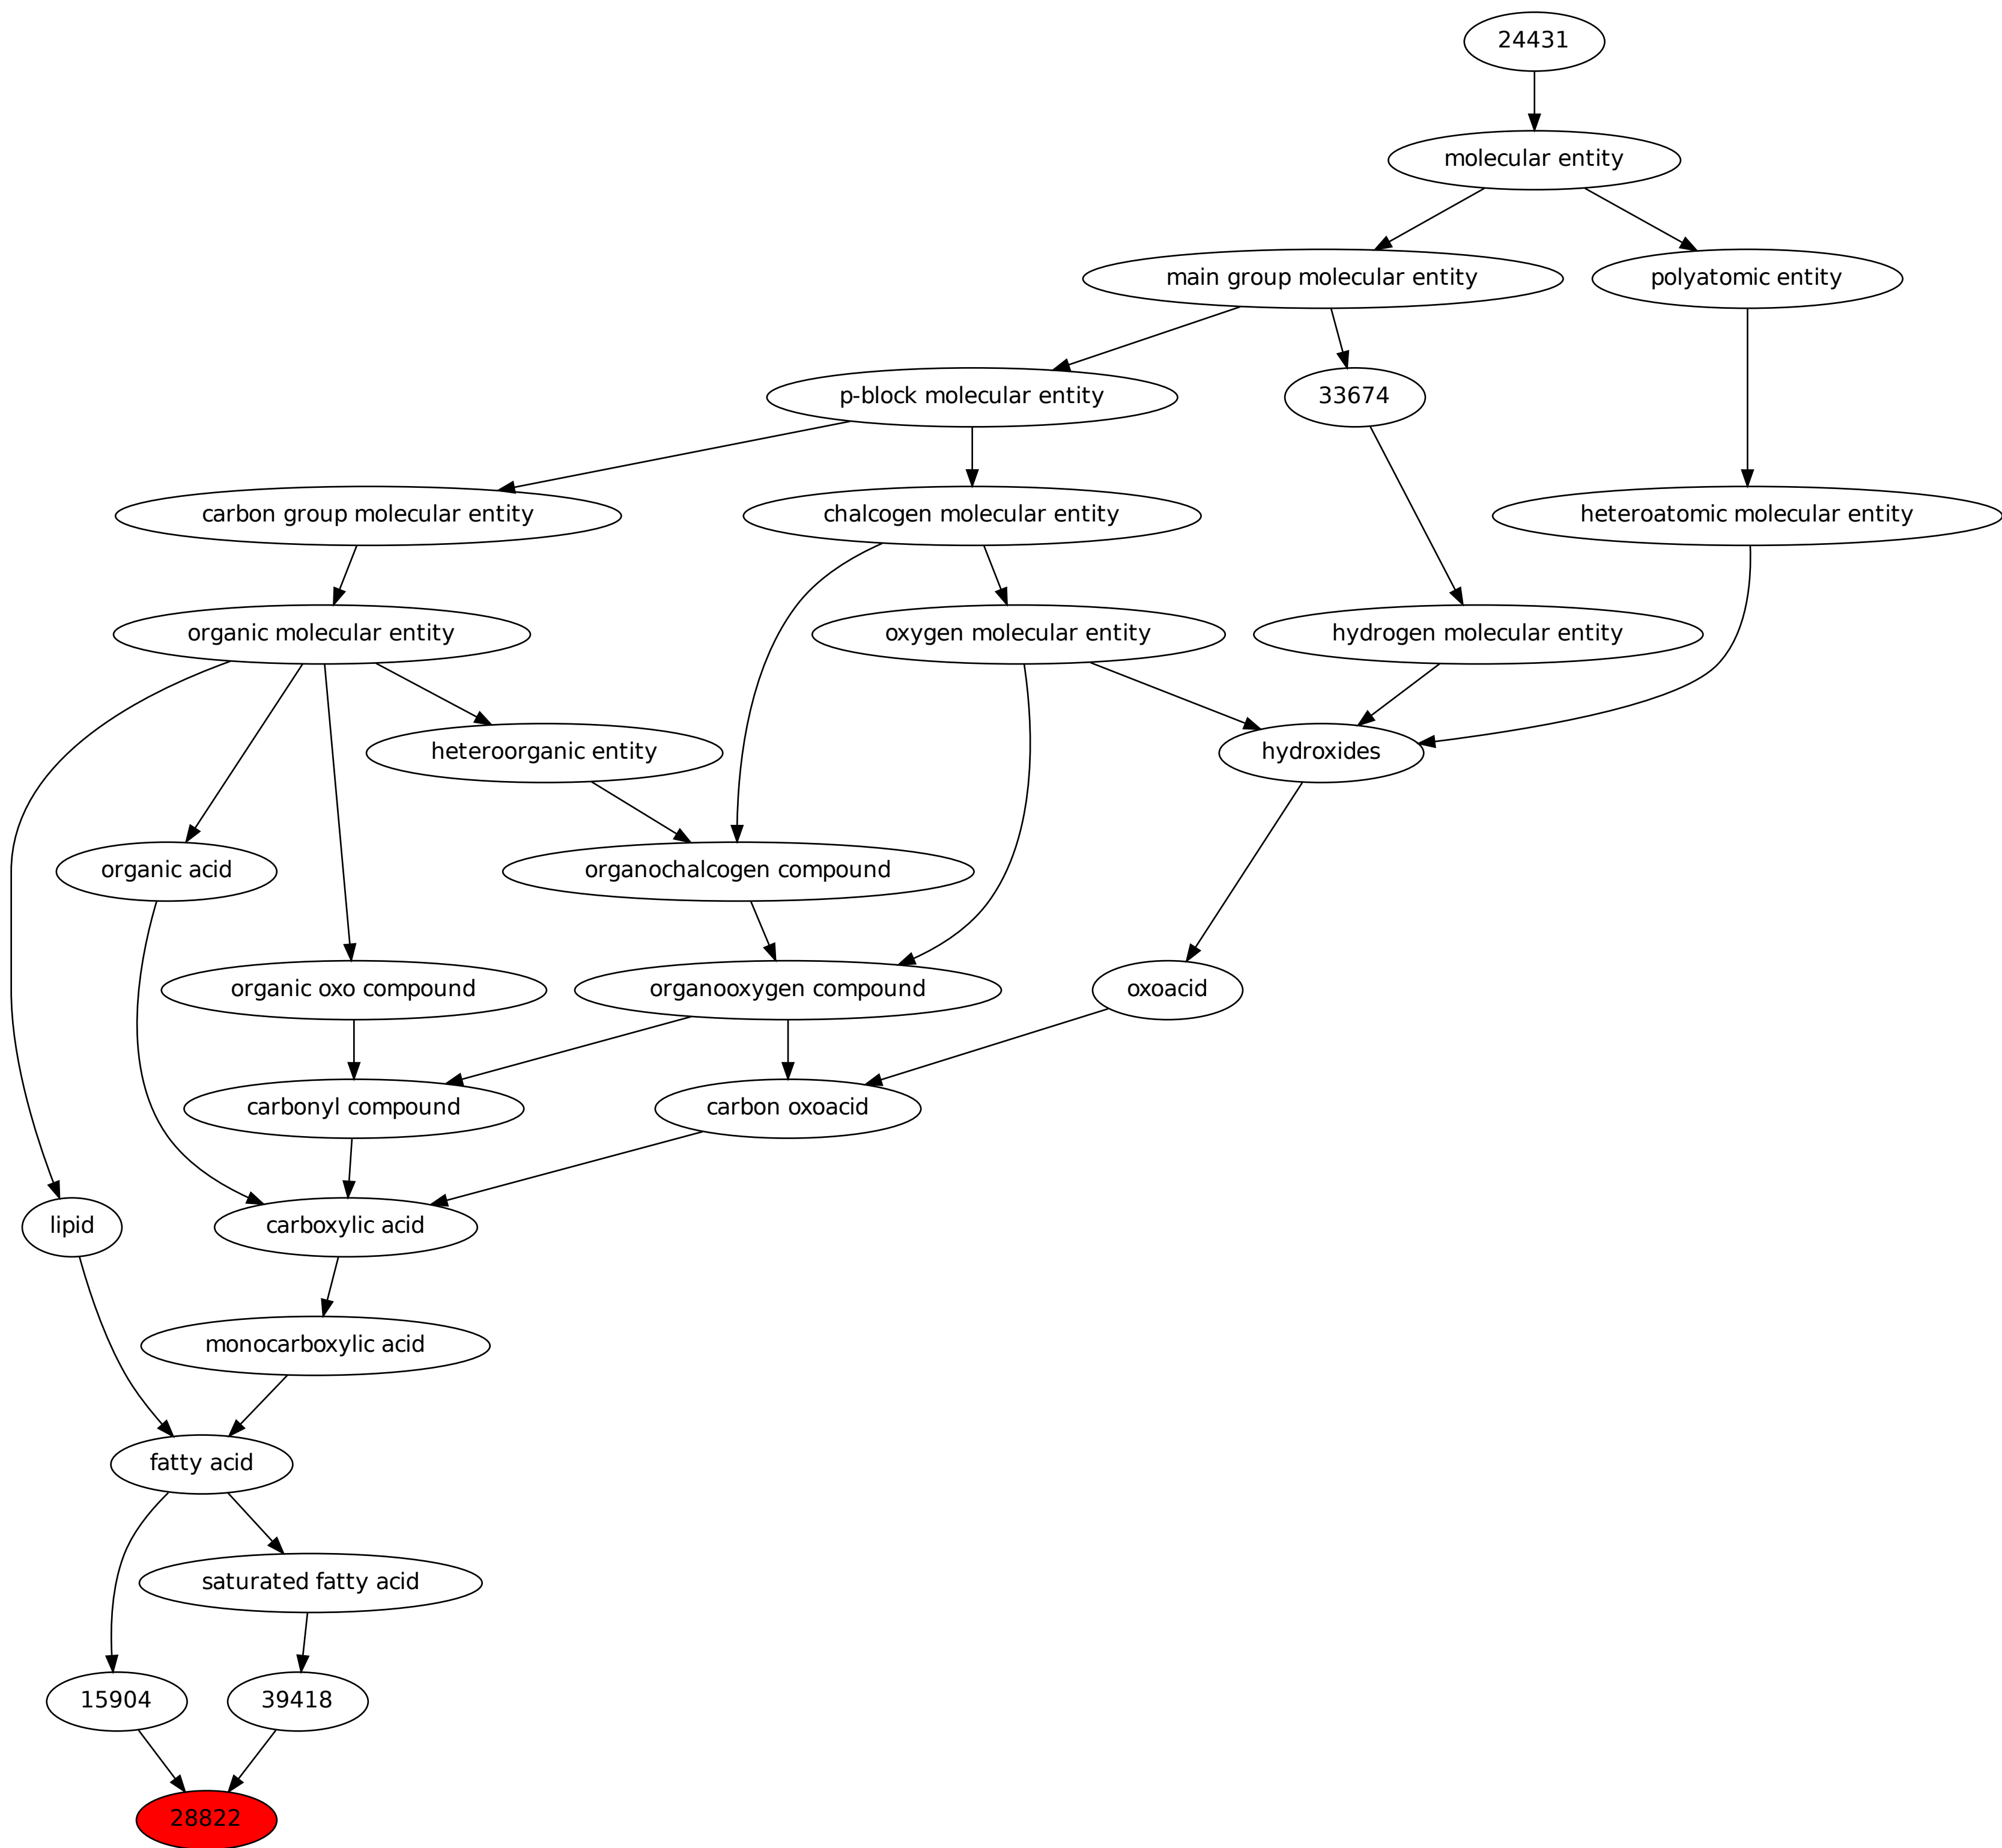 24431
molecular entity
main group molecular entity
polyatomic entity
p-block molecular entity
33674
carbon group molecular entity
chalcogen molecular entity
heteroatomic molecular entity
organic molecular entity
oxygen molecular entity
hydrogen molecular entity
heteroorganic entity
hydroxides
organic acid
organochalcogen compound
organic oxo compound
organooxygen compound
oxoacid
carbonyl compound
carbon oxoacid
lipid
carboxylic acid
monocarboxylic acid
fatty acid
saturated fatty acid
15904
39418
28822